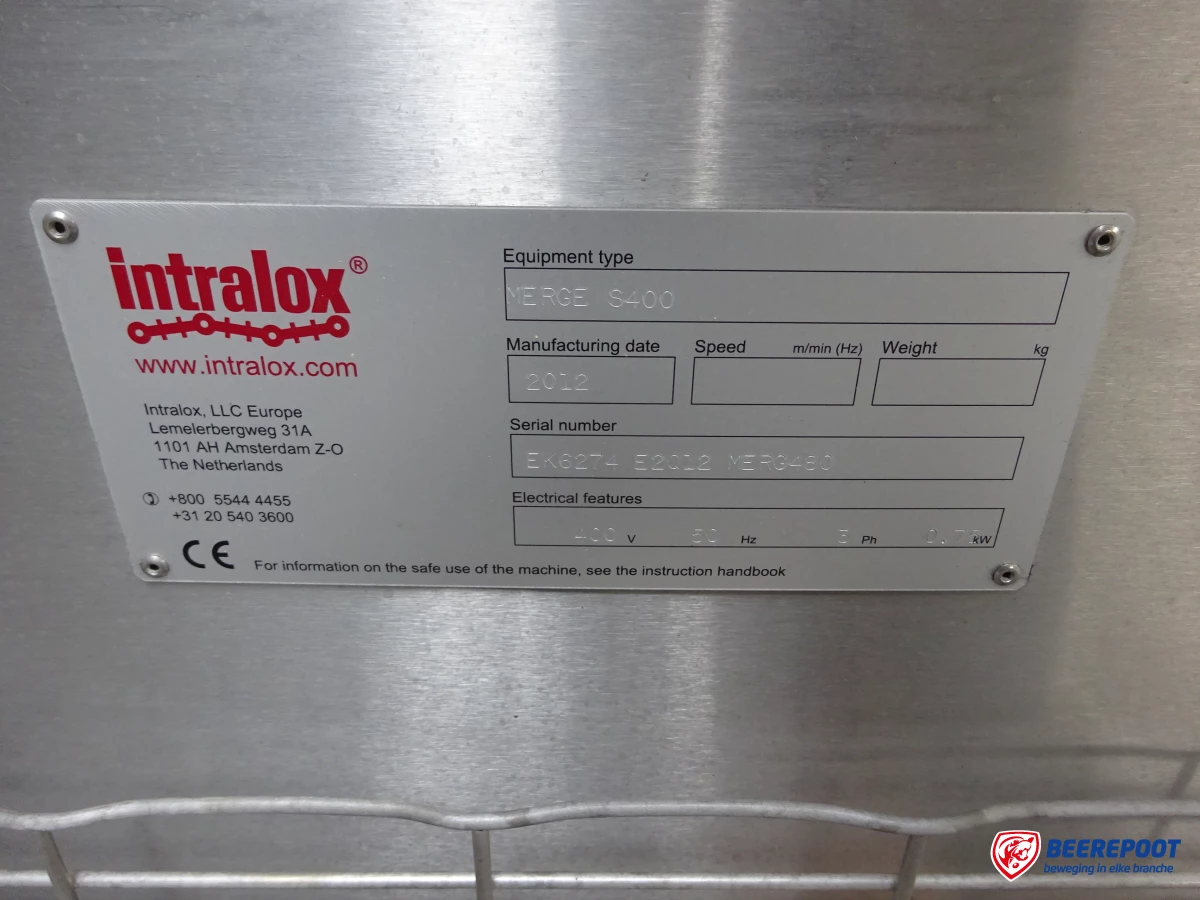 intralox®
www.intralox.com
Intralox, LLC Europe
Lemelerbergweg 31A
1101 AH Amsterdam Z-O
The Netherlands
+800 5544 4455
+31 20 540 3600
CE
Equipment type
MERGE S400
Manufacturing date Speed m/min (Hz) Weight kg
2012
Serial number
EK6274 E2012 MERG480
Electrical features
400 V 50 Hz 3 Ph kW
For information on the safe use of the machine, see the instruction handbook
BEEREPOOT
beweging in elke branche